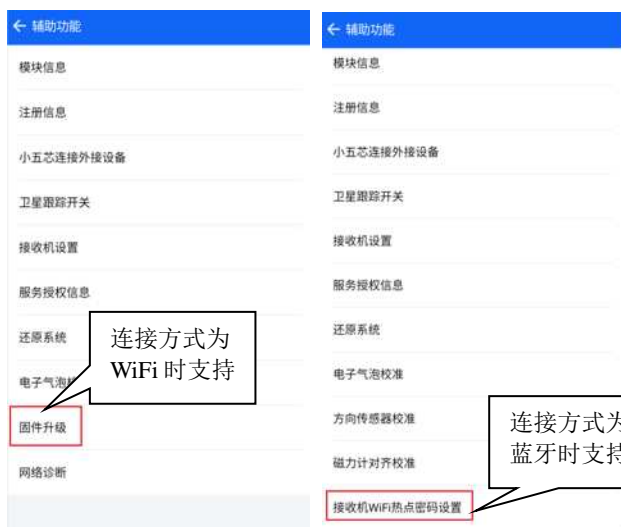 ← 辅助功能
模块信息
注册信息
小五芯连接外接设备
卫星跟踪开关
接收机设置
服务授权信息
还原系统
电子气泡
固件升级
网络诊断
连接方式为
WiFi 时支持
← 辅助功能
模块信息
注册信息
小五芯连接外接设备
卫星跟踪开关
接收机设置
服务授权信息
还原系统
电子气泡校准
方向传感器校准
磁力计对齐校准
接收机WiFi热点密码设置
连接方式为
蓝牙时支持